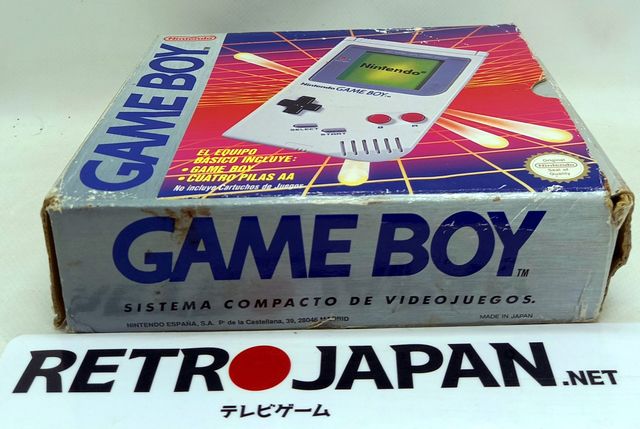 Nintendo
GAME BOY
Nintendo
Nintendo GAME BOY
SELECT
START
B
A
EL EQUIPO
BASICO INCLUYE:
• GAME BOY
• CUATRO PILAS AA
No incluye Cartuchos de Juegos
Original
Nintendo
Seal of
Quality
GAME BOY TM
SISTEMA COMPACTO DE VIDEOJUEGOS.
NINTENDO ESPAÑA, S.A. Pº de la Castellana, 39, 28046 MADRID
MADE IN JAPAN
RETROJAPAN.NET
テレビゲーム